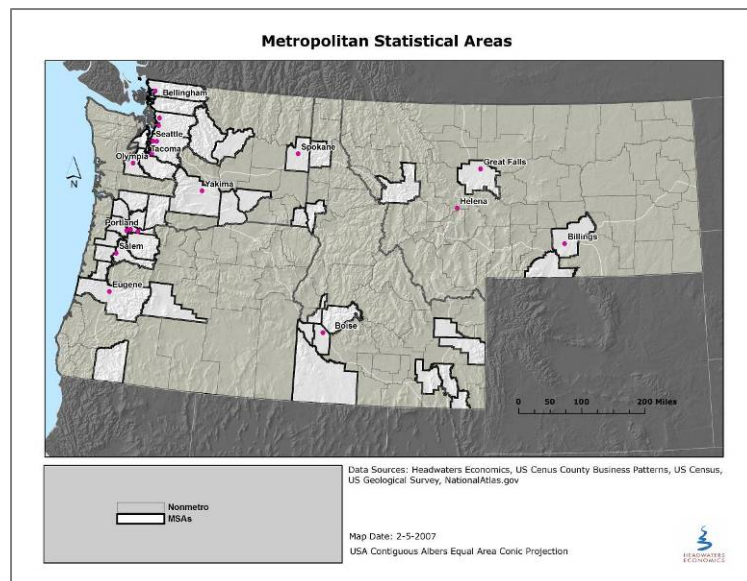 Metropolitan Statistical Areas
Bellingham
Seattle
Tacoma
Olympia
Spokane
Yakima
Great Falls
Helena
Billings
Portland
Salem
Eugene
Boise
N
0 50 100 200 Miles
Data Sources: Headwaters Economics, US Cenus County Business Patterns, US Census,
US Geological Survey, NationalAtlas.gov
Nonmetro
MSAs
Map Date: 2-5-2007
USA Contiguous Albers Equal Area Conic Projection
HEADWATERS
ECONOMICS